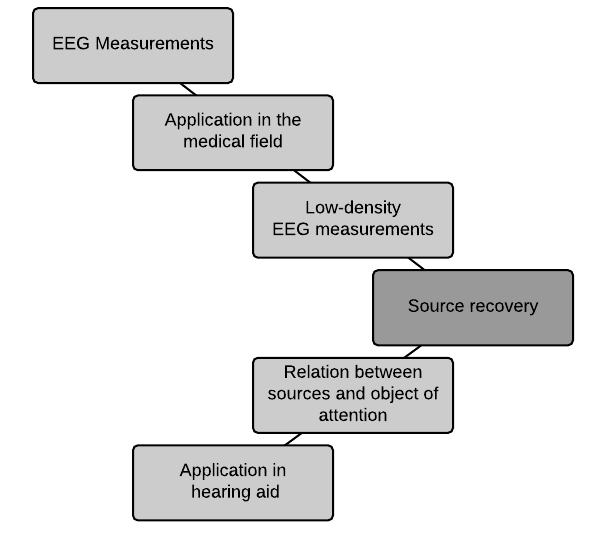 EEG Measurements
Application in the
medical field
Low-density
EEG measurements
Source recovery
Relation between
sources and object of
attention
Application in
hearing aid